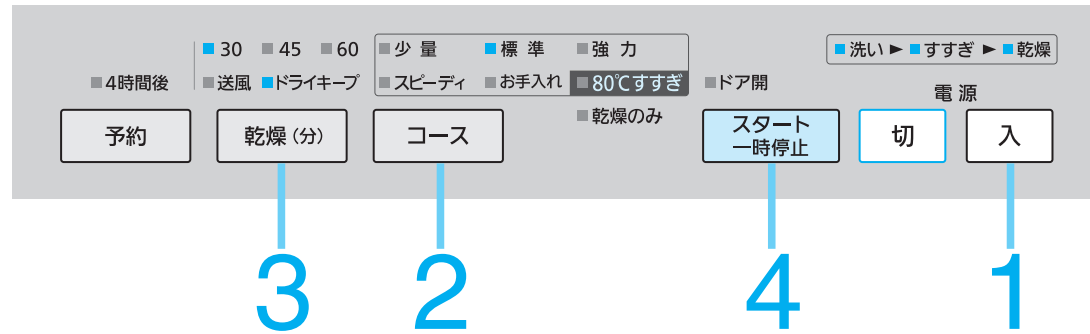 30 45 60
少量 標準 強力
洗い ▶ すすぎ ▶ 乾燥
4時間後
送風 ドライキープ
スピーディ お手入れ 80℃すすぎ
ドア開
電源
乾燥のみ
予約
乾燥（分）
コース
スタート
一時停止
切
入
3
2
4
1